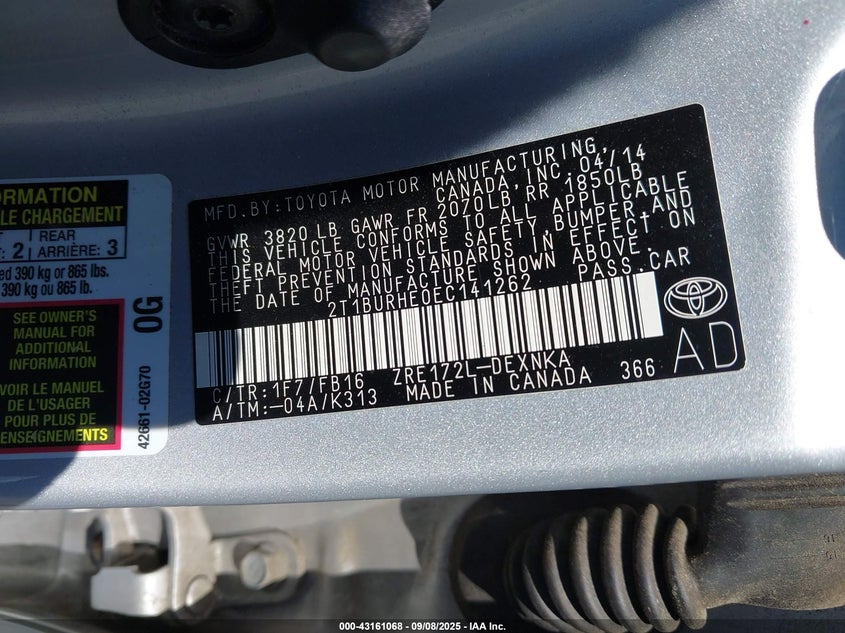 ORMATION
LE CHARGEMENT
2
REAR
ARRIÈRE: 3
ed 390 kg or 865 lbs.
390 kg ou 865 lb.
SEE OWNER'S
MANUAL FOR
ADDITIONAL
INFORMATION
VOIR LE MANUEL
DE L'USAGER
POUR PLUS DE
RENSEIGNEMENTS
0G
42661-02G70
MFD.BY:TOYOTA MOTOR MANUFACTURING,
CANADA, INC. 04/14
GVWR 3820 LB GAWR FR 2070LB RR 1850LB
THIS VEHICLE CONFORMS TO ALL APPLICABLE
FEDERAL MOTOR VEHICLE SAFETY, BUMPER, AND
THEFT PREVENTION STANDARDS IN EFFECT ON
THE DATE OF MANUFACTURE SHOWN ABOVE.
2T1BURHE0EC141262 PASS.CAR
C/TR:1F7/FB16 ZRE172L-DEXNKA
A/TM:-04A/K313 MADE IN CANADA 366
AD
000-43161068 - 09/08/2025 - IAA Inc.